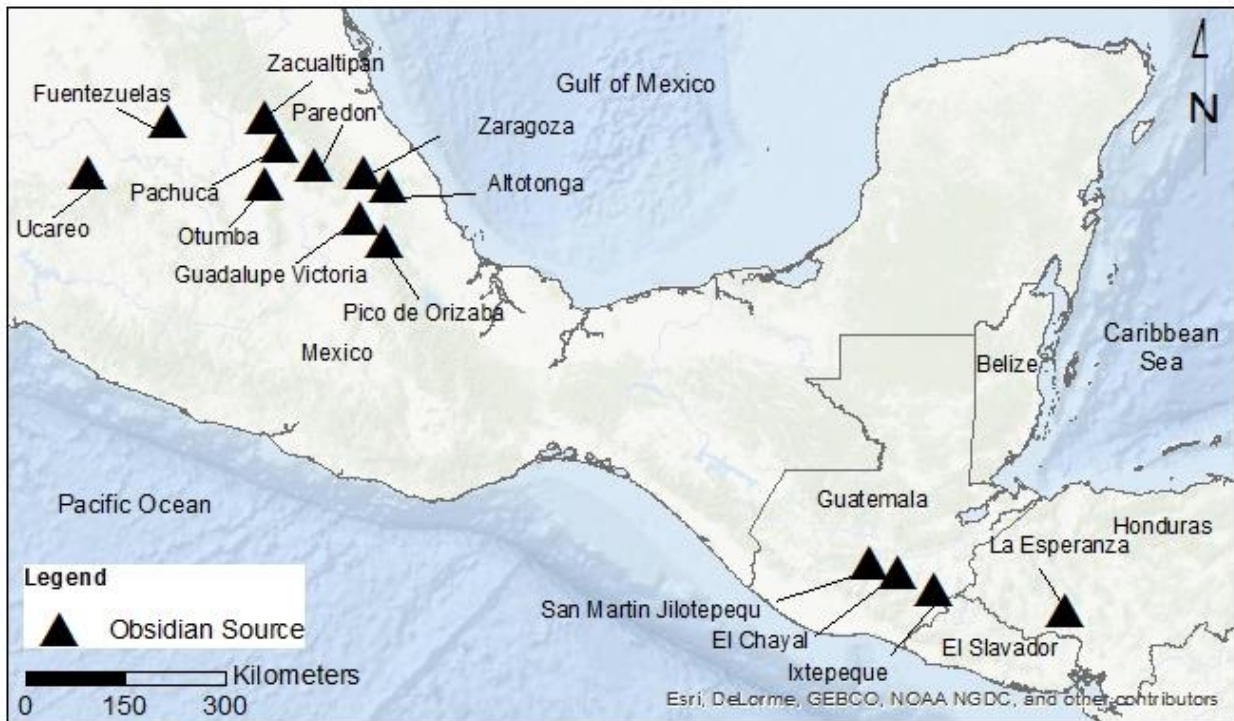 Zacualtipan
Fuentezuelas
Paredon
Gulf of Mexico
Zaragoza
N
Pachuca
Altotonga
Ucareo
Otumba
Guadalupe Victoria
Pico de Orizaba
Mexico
Caribbean
Sea
Belize
Pacific Ocean
Guatemala
Honduras
La Esperanza
San Martin Jilotepequ
El Chayal
Ixtepeque
El Slavador
Legend
Obsidian Source
Kilometers
0 150 300
Esri, DeLorme, GEBCO, NOAA NGDC, and other contributors